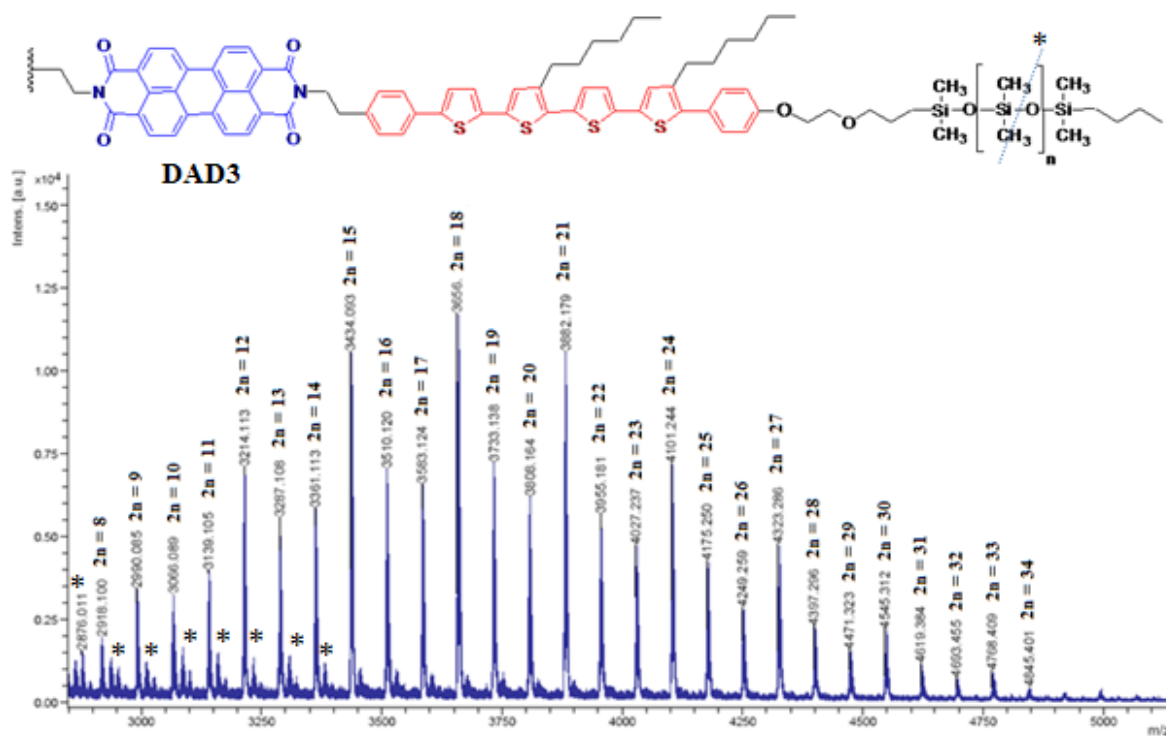 *
O
O
CH3 CH3 CH3
N
N
Si O Si O Si
O
O
S
S
S
S
O
O
CH3 CH3 CH3
n
DAD3
Intens. [a.u.]
x10⁴
1.50
1.25
1.00
0.75
0.50
0.25
0.00
* 2876.011
2918.100 2n = 8
*
2990.085 2n = 9
*
3066.089 2n = 10
*
3139.105 2n = 11
*
3214.113 2n = 12
*
3287.108 2n = 13
*
3361.113 2n = 14
*
3434.093 2n = 15
3510.120 2n = 16
3583.124 2n = 17
3656. 2n = 18
3733.138 2n = 19
3808.164 2n = 20
3882.179 2n = 21
3955.181 2n = 22
4027.237 2n = 23
4101.244 2n = 24
4175.250 2n = 25
4249.259 2n = 26
4323.286 2n = 27
4397.296 2n = 28
4471.323 2n = 29
4545.312 2n = 30
4619.384 2n = 31
4693.455 2n = 32
4768.409 2n = 33
4845.401 2n = 34
3000 3250 3500 3750 4000 4250 4500 4750 5000
m/z